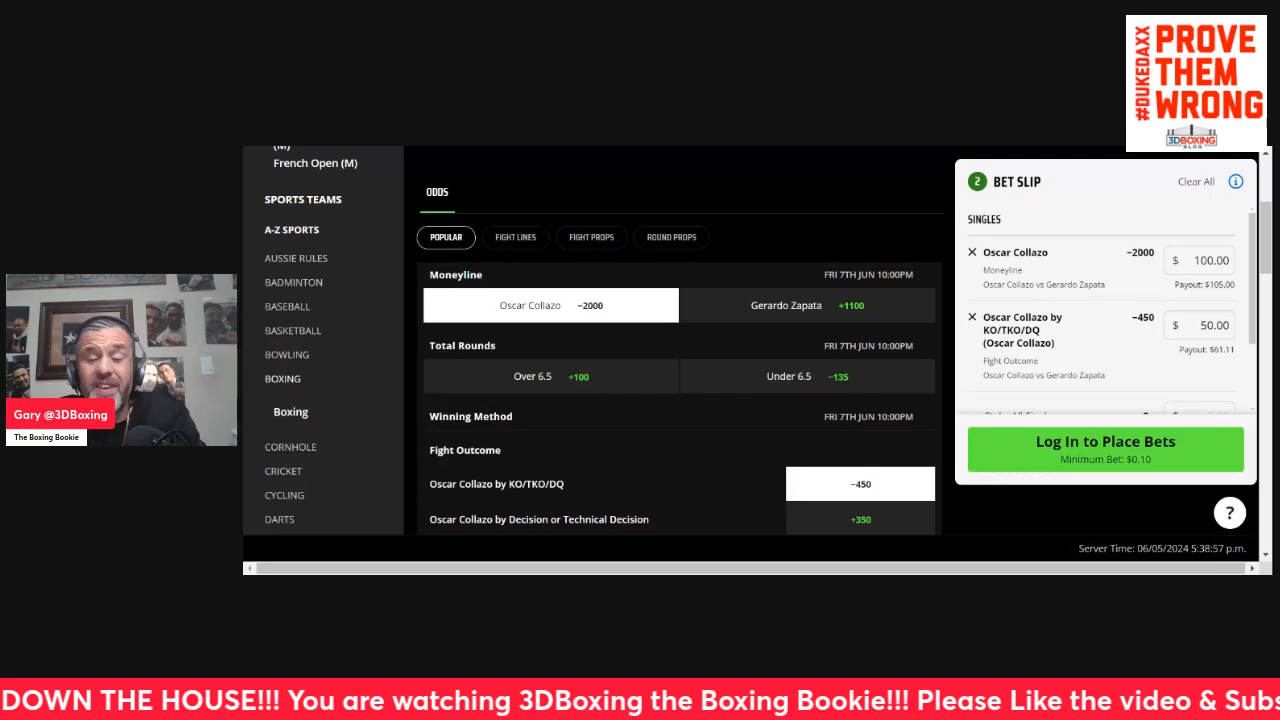 #DUKEDAXX
PROVE
THEM
WRONG
3DBOXING
BLOG
(M)
French Open (M)
SPORTS TEAMS
A-Z SPORTS
AUSSIE RULES
BADMINTON
BASEBALL
BASKETBALL
BOWLING
BOXING
Boxing
CORNHOLE
CRICKET
CYCLING
DARTS
ODDS
POPULAR
FIGHT LINES
FIGHT PROPS
ROUND PROPS
Moneyline FRI 7TH JUN 10:00PM
Oscar Collazo −2000 Gerardo Zapata +1100
Total Rounds FRI 7TH JUN 10:00PM
Over 6.5 +100 Under 6.5 −135
Winning Method FRI 7TH JUN 10:00PM
Fight Outcome
Oscar Collazo by KO/TKO/DQ −450
Oscar Collazo by Decision or Technical Decision +350
2 BET SLIP Clear All i
SINGLES
× Oscar Collazo −2000 $ 100.00
Moneyline
Oscar Collazo vs Gerardo Zapata Payout: $105.00
× Oscar Collazo by −450 $ 50.00
KO/TKO/DQ
(Oscar Collazo) Payout: $61.11
Fight Outcome
Oscar Collazo vs Gerardo Zapata
Log In to Place Bets
Minimum Bet: $0.10
?
Server Time: 06/05/2024 5:38:57 p.m.
Gary @3DBoxing
The Boxing Bookie
DOWN THE HOUSE!!! You are watching 3DBoxing the Boxing Bookie!!! Please Like the video & Subs